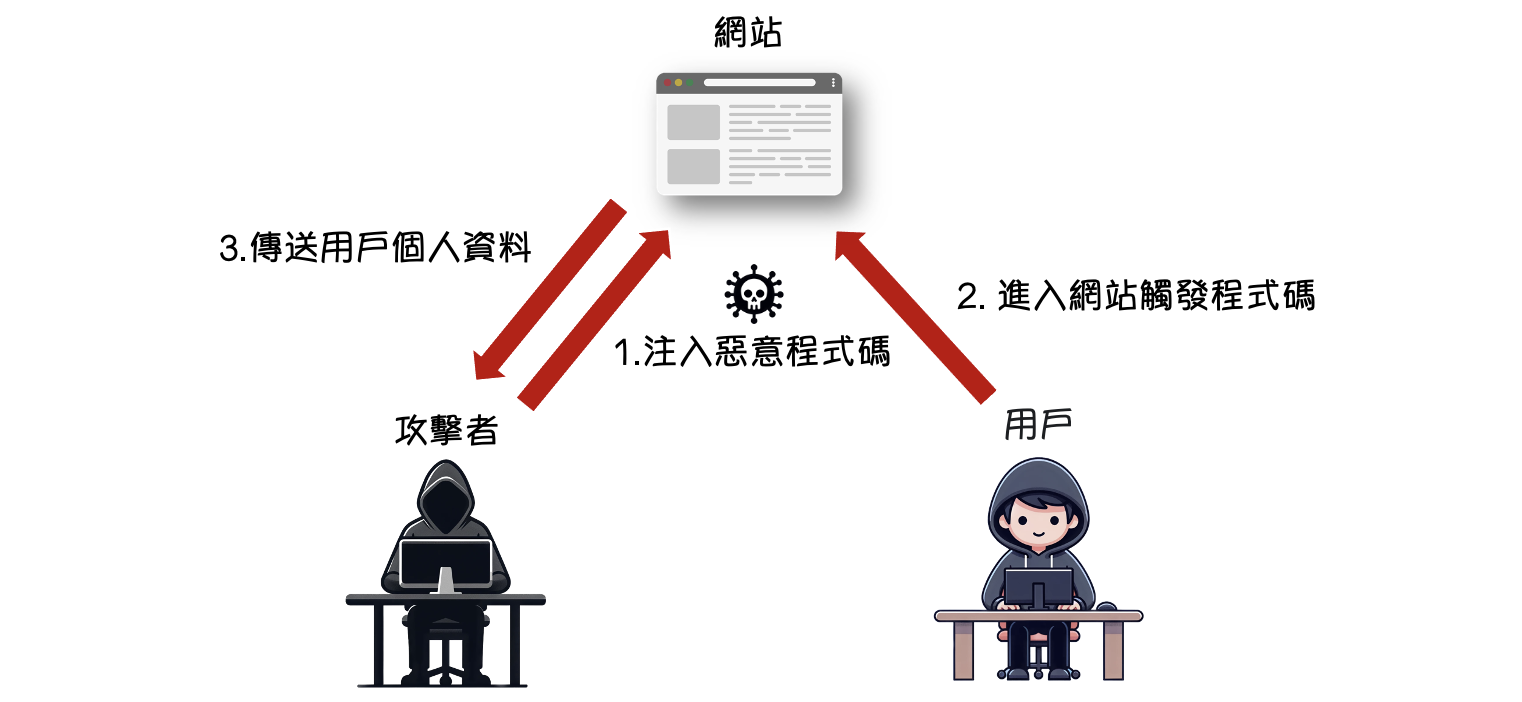 網站
3.傳送用戶個人資料
2. 進入網站觸發程式碼
1.注入惡意程式碼
攻擊者
用戶